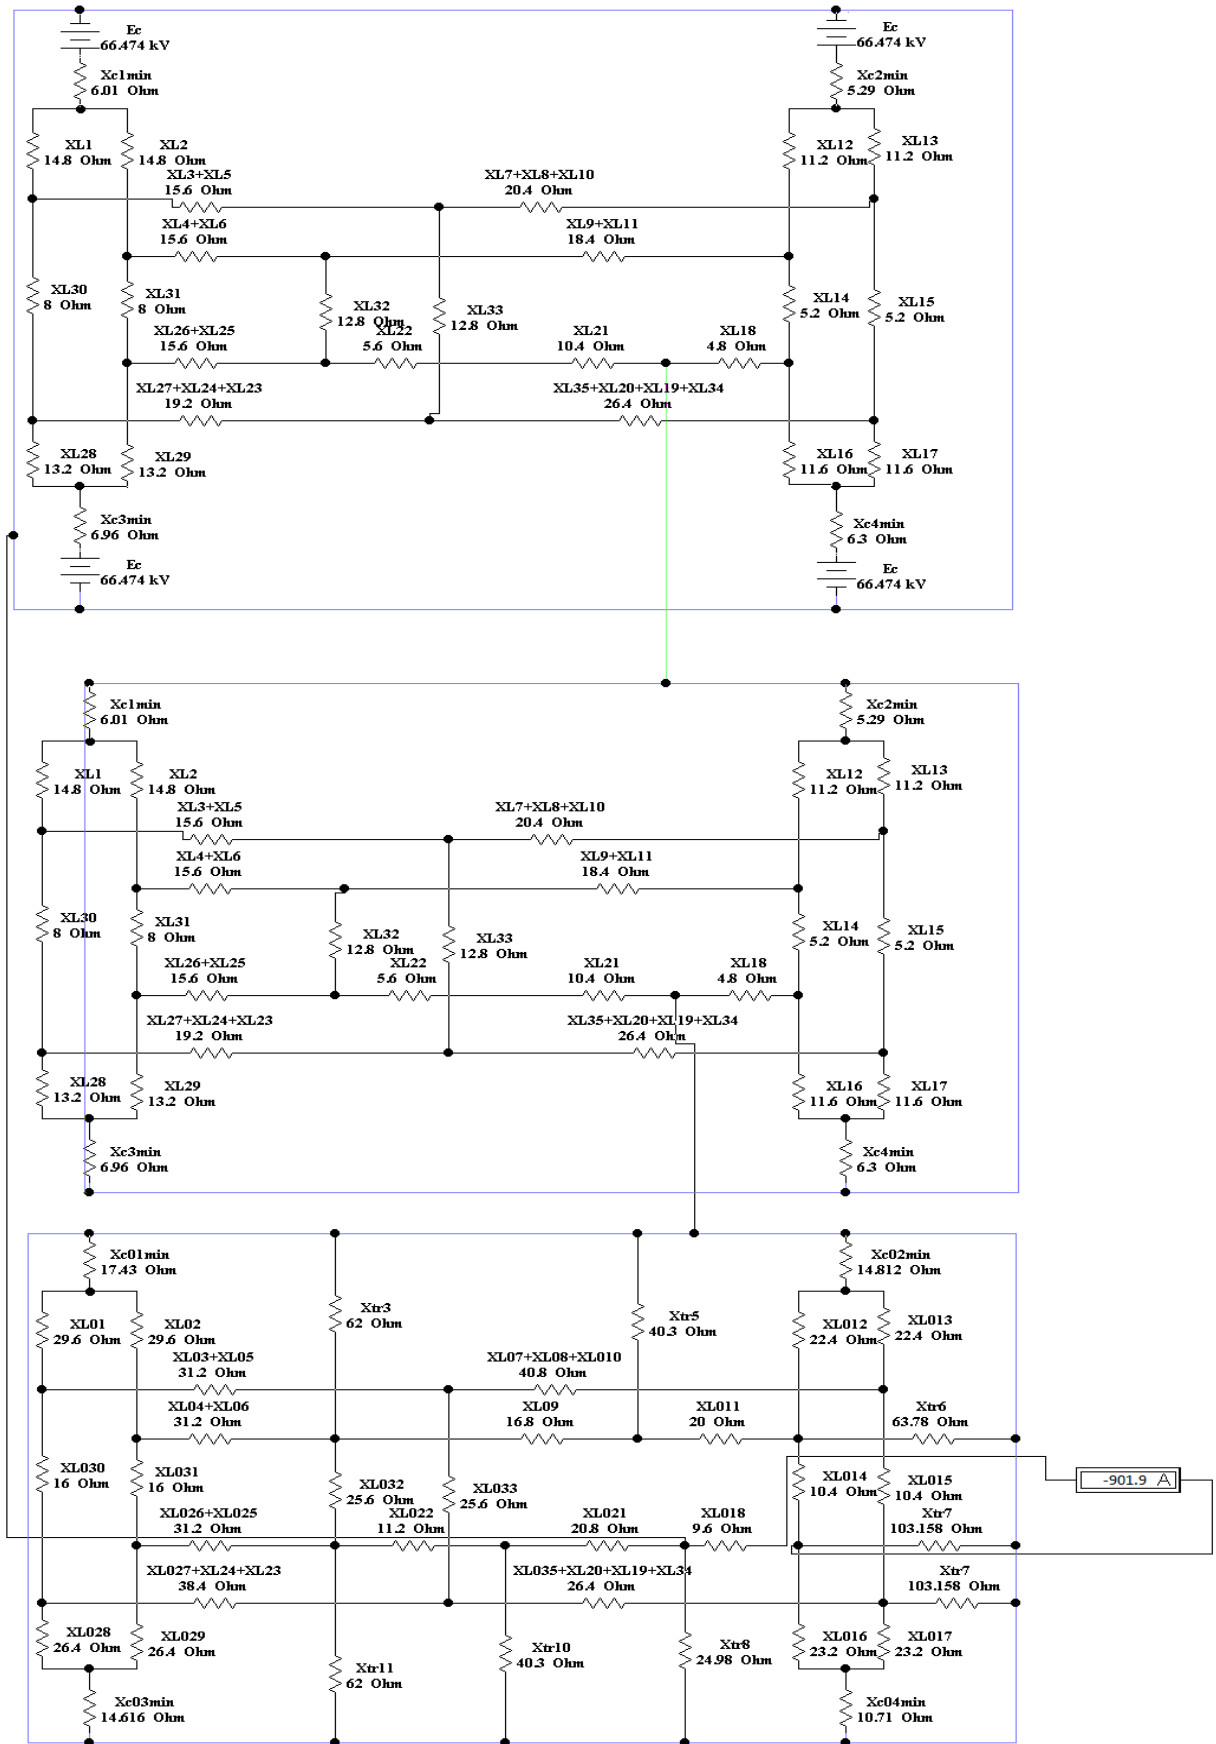 Ec
66.474 kV
Ec
66.474 kV
Xc1min
6.01 Ohm
Xc2min
5.29 Ohm
XL1
14.8 Ohm
XL2
14.8 Ohm
XL12
11.2 Ohm
XL13
11.2 Ohm
XL3+XL5
15.6 Ohm
XL7+XL8+XL10
20.4 Ohm
XL4+XL6
15.6 Ohm
XL9+XL11
18.4 Ohm
XL30
8 Ohm
XL31
8 Ohm
XL32
12.8 Ohm
XL33
12.8 Ohm
XL14
5.2 Ohm
XL15
5.2 Ohm
XL26+XL25
15.6 Ohm
XL22
5.6 Ohm
XL21
10.4 Ohm
XL18
4.8 Ohm
XL27+XL24+XL23
19.2 Ohm
XL35+XL20+XL19+XL34
26.4 Ohm
XL28
13.2 Ohm
XL29
13.2 Ohm
XL16
11.6 Ohm
XL17
11.6 Ohm
Xc3min
6.96 Ohm
Xc4min
6.3 Ohm
Ec
66.474 kV
Ec
66.474 kV
Xc1min
6.01 Ohm
Xc2min
5.29 Ohm
XL1
14.8 Ohm
XL2
14.8 Ohm
XL12
11.2 Ohm
XL13
11.2 Ohm
XL3+XL5
15.6 Ohm
XL7+XL8+XL10
20.4 Ohm
XL4+XL6
15.6 Ohm
XL9+XL11
18.4 Ohm
XL30
8 Ohm
XL31
8 Ohm
XL32
12.8 Ohm
XL33
12.8 Ohm
XL14
5.2 Ohm
XL15
5.2 Ohm
XL26+XL25
15.6 Ohm
XL22
5.6 Ohm
XL21
10.4 Ohm
XL18
4.8 Ohm
XL27+XL24+XL23
19.2 Ohm
XL35+XL20+XL19+XL34
26.4 Ohm
XL28
13.2 Ohm
XL29
13.2 Ohm
XL16
11.6 Ohm
XL17
11.6 Ohm
Xc3min
6.96 Ohm
Xc4min
6.3 Ohm
Xc01min
17.43 Ohm
Xc02min
14.812 Ohm
Xtr3
62 Ohm
Xtr5
40.3 Ohm
XL01
29.6 Ohm
XL02
29.6 Ohm
XL012
22.4 Ohm
XL013
22.4 Ohm
XL03+XL05
31.2 Ohm
XL07+XL08+XL010
40.8 Ohm
XL04+XL06
31.2 Ohm
XL09
16.8 Ohm
XL011
20 Ohm
Xtr6
63.78 Ohm
XL030
16 Ohm
XL031
16 Ohm
XL032
25.6 Ohm
XL033
25.6 Ohm
XL014
10.4 Ohm
XL015
10.4 Ohm
-901.9 A
XL026+XL025
31.2 Ohm
XL022
11.2 Ohm
XL021
20.8 Ohm
XL018
9.6 Ohm
Xtr7
103.158 Ohm
XL027+XL24+XL23
38.4 Ohm
XL035+XL20+XL19+XL34
26.4 Ohm
Xtr7
103.158 Ohm
XL028
26.4 Ohm
XL029
26.4 Ohm
Xtr11
62 Ohm
Xtr10
40.3 Ohm
Xtr8
24.98 Ohm
XL016
23.2 Ohm
XL017
23.2 Ohm
Xc03min
14.616 Ohm
Xc04min
10.71 Ohm